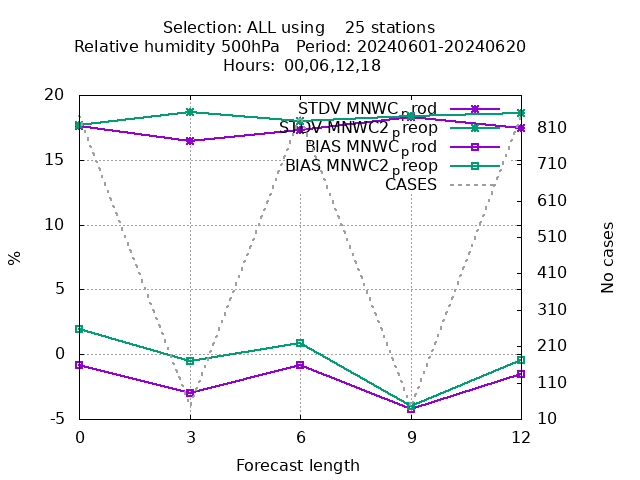 Selection: ALL using    25 stations
Relative humidity 500hPa   Period: 20240601-20240620
Hours: 00,06,12,18
STDV MNWC_prod
STDV MNWC2_preop
BIAS MNWC_prod
BIAS MNWC2_preop
CASES
20
15
10
5
0
-5
%
810
710
610
510
410
310
210
110
10
No cases
0 3 6 9 12
Forecast length